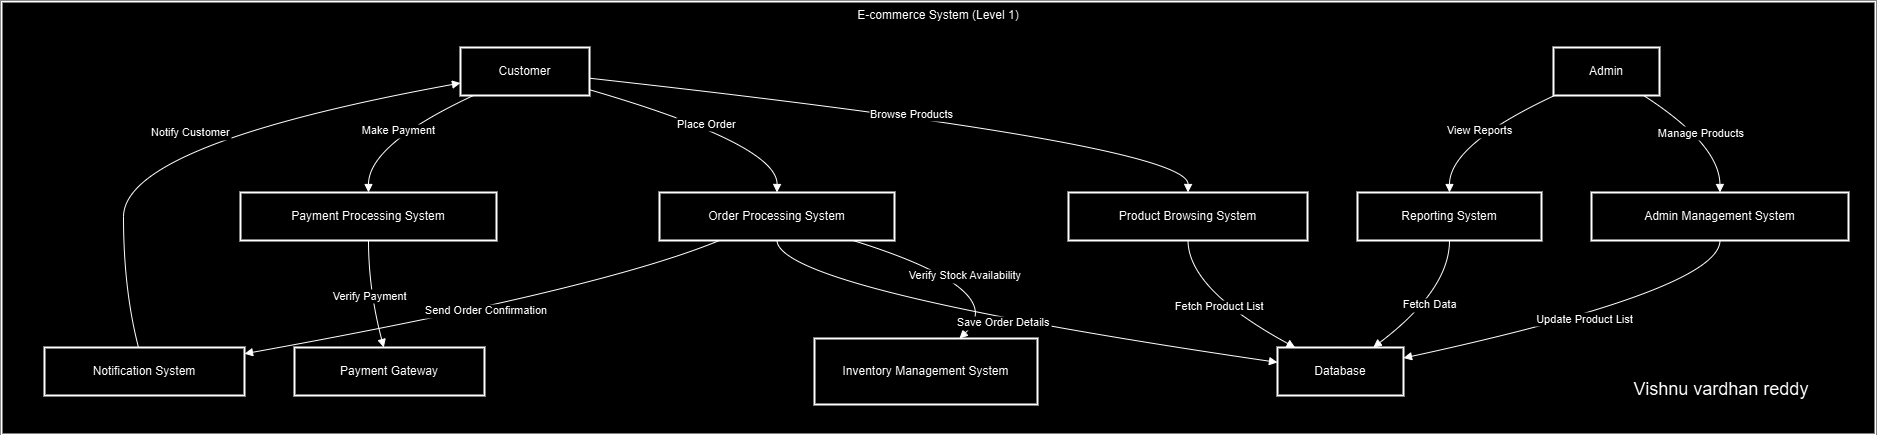 E-commerce System (Level 1)
Customer
Admin
Notify Customer
Make Payment
Place Order
Browse Products
View Reports
Manage Products
Payment Processing System
Order Processing System
Product Browsing System
Reporting System
Admin Management System
Verify Payment
Send Order Confirmation
Verify Stock Availability
Save Order Details
Fetch Product List
Fetch Data
Update Product List
Notification System
Payment Gateway
Inventory Management System
Database
Vishnu vardhan reddy